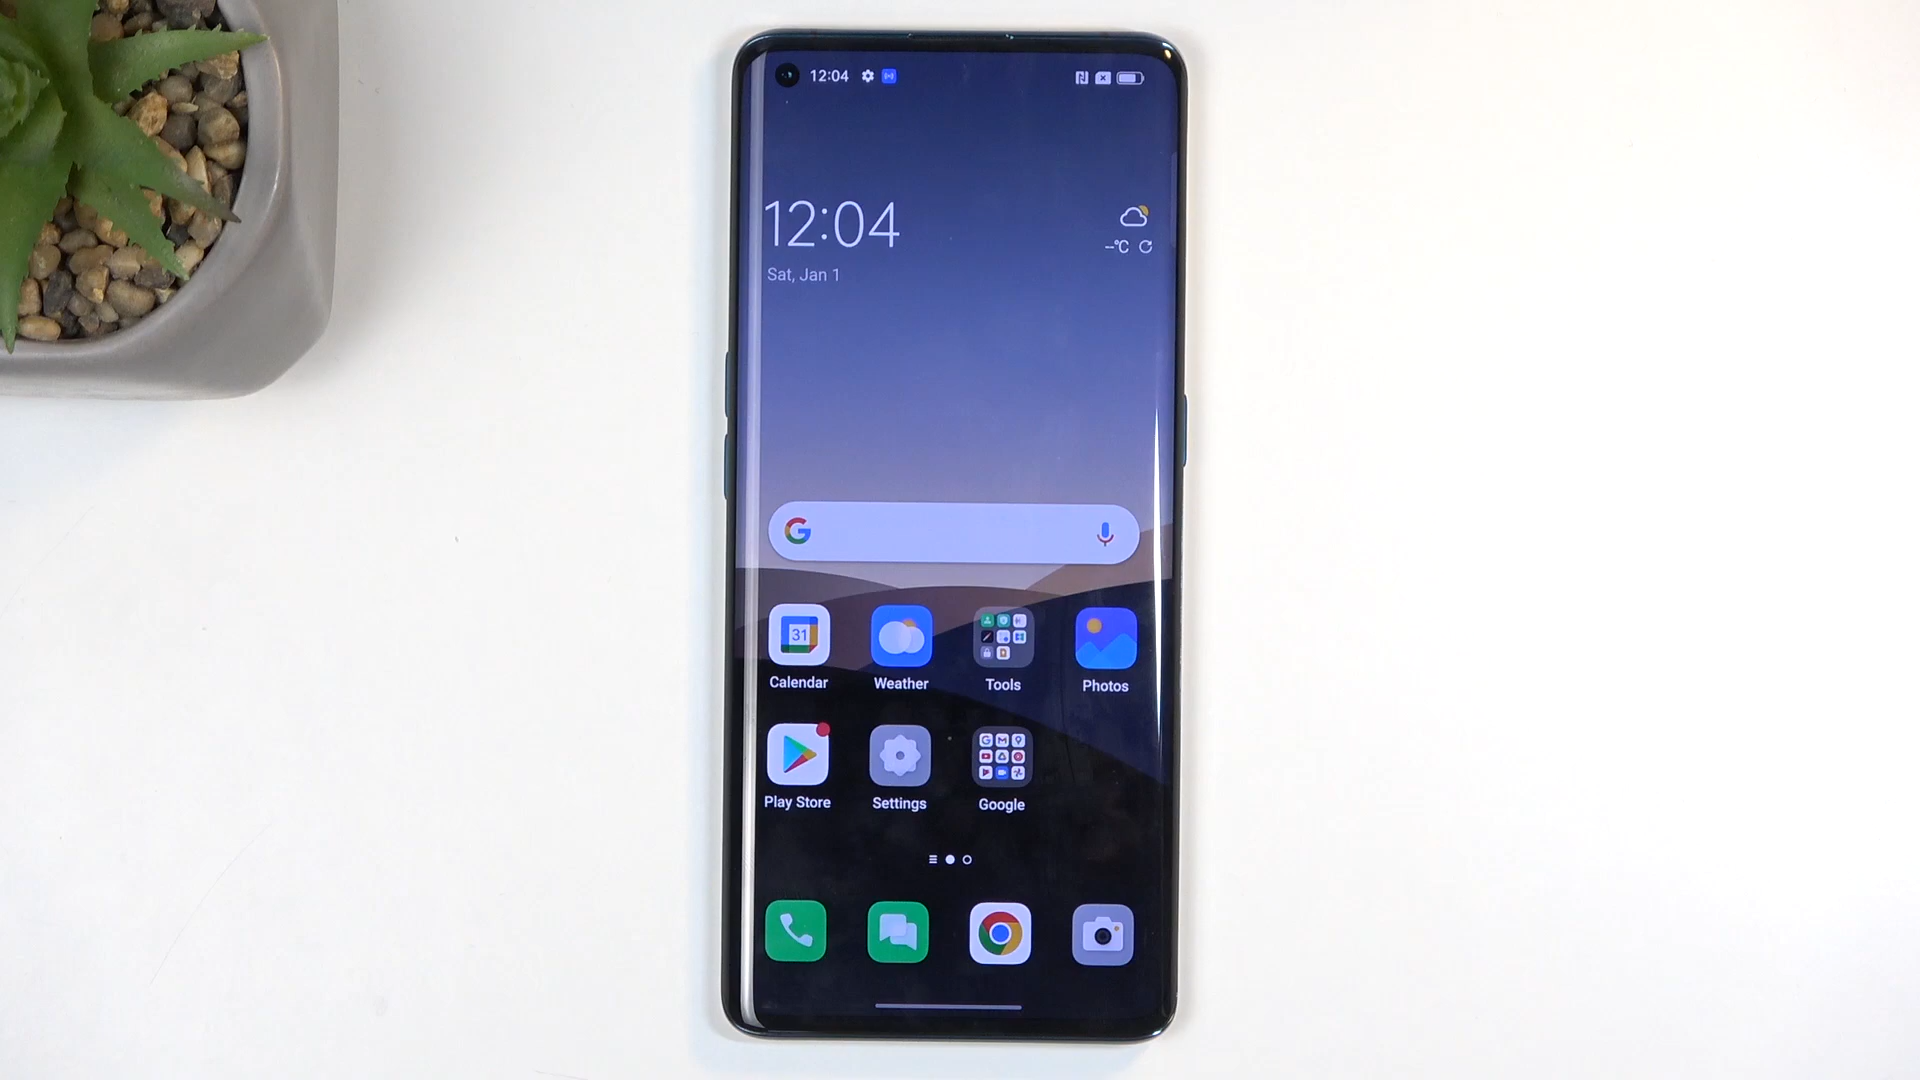 12:04
12:04
Sat, Jan 1
--°C
G
31
Calendar
Weather
Tools
Photos
Play Store
Settings
Google